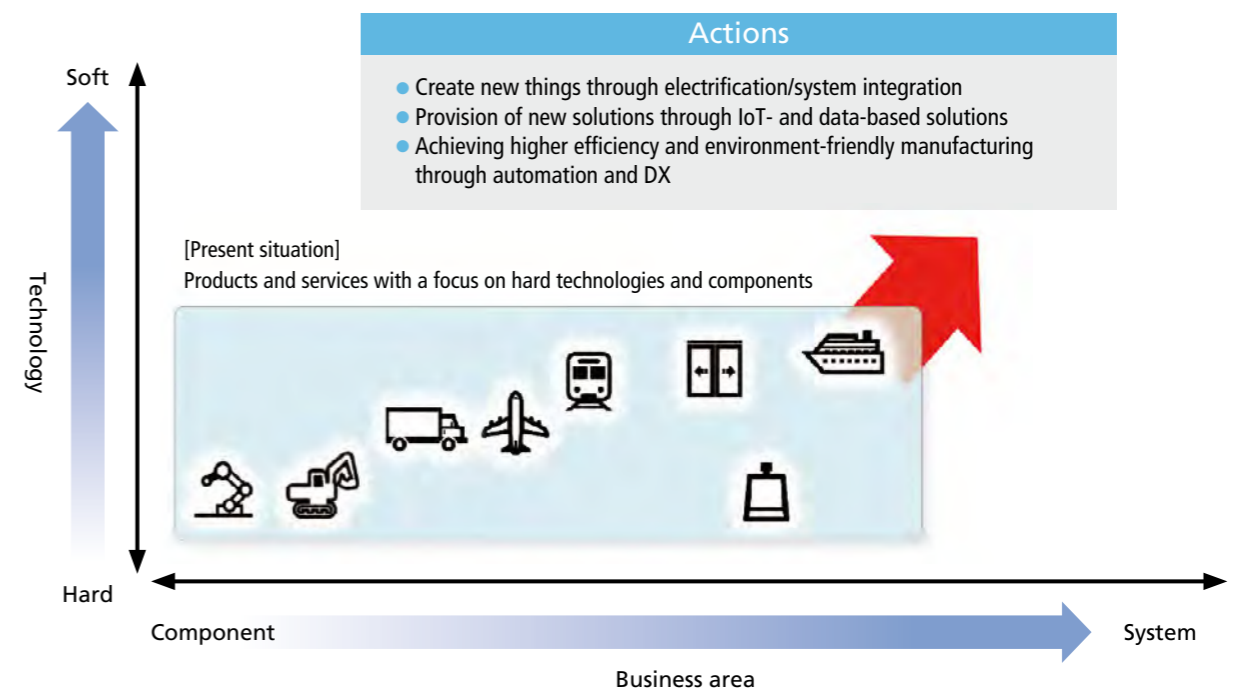 Actions
Soft
● Create new things through electrification/system integration
● Provision of new solutions through IoT- and data-based solutions
● Achieving higher efficiency and environment-friendly manufacturing
through automation and DX
[Present situation]
Products and services with a focus on hard technologies and components
Technology
Hard
Component
System
Business area